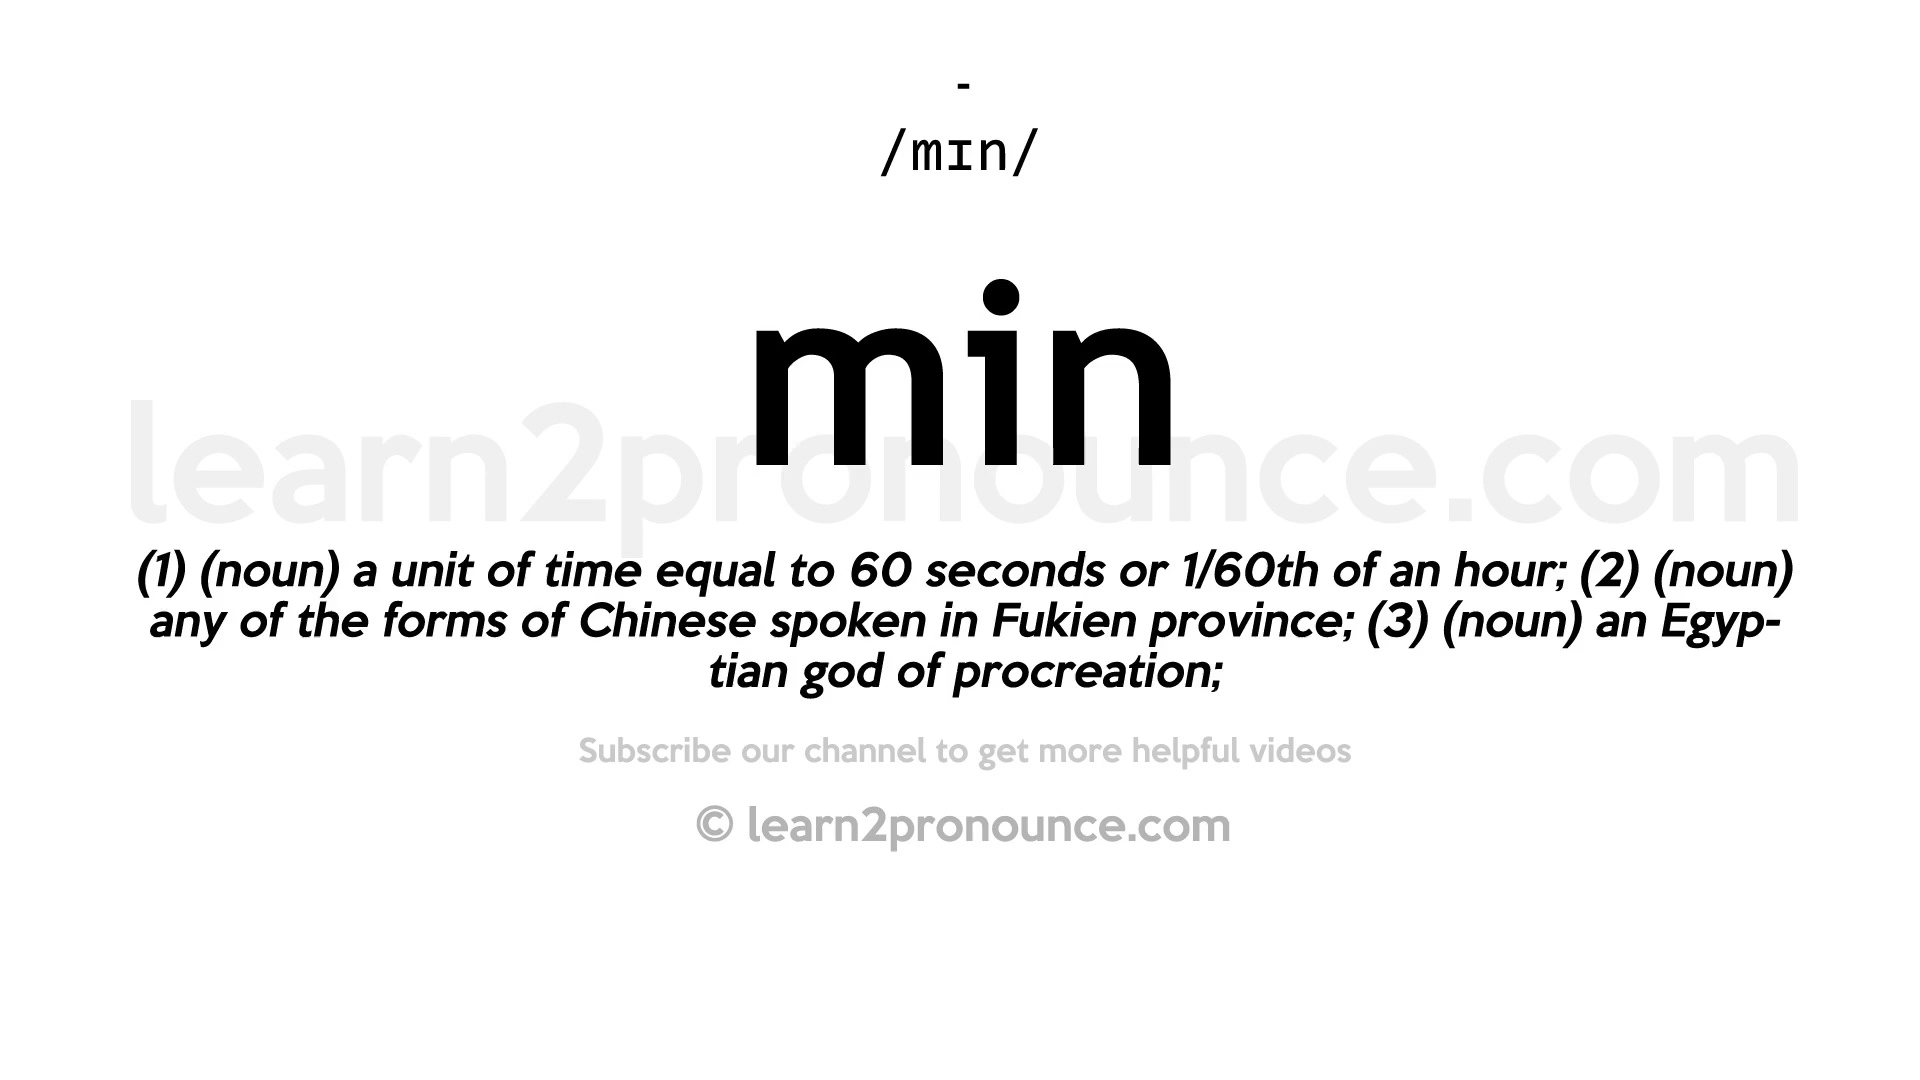 -
/mɪn/
min
learn2pronounce.com
(1) (noun) a unit of time equal to 60 seconds or 1/60th of an hour; (2) (noun)
any of the forms of Chinese spoken in Fukien province; (3) (noun) an Egyp-
tian god of procreation;
Subscribe our channel to get more helpful videos
© learn2pronounce.com